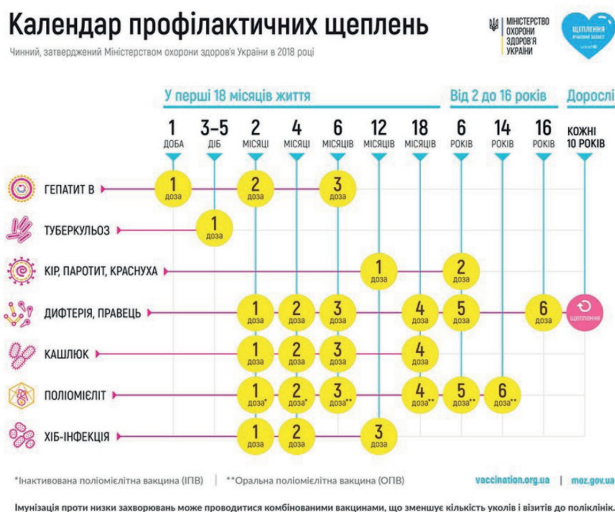 Календар профілактичних щеплень
Чинний, затверджений Міністерством охорони здоров'я України в 2018 році
МІНІСТЕРСТВО
ОХОРОНИ
ЗДОРОВ'Я
УКРАЇНИ
ЩЕПЛЕННЯ
У перші 18 місяців життя
Від 2 до 16 років
Дорослі
1 ДОБА
3–5 ДІБ
2 МІСЯЦІ
4 МІСЯЦІ
6 МІСЯЦІВ
12 МІСЯЦІВ
18 МІСЯЦІВ
6 РОКІВ
14 РОКІВ
16 РОКІВ
КОЖНІ 10 РОКІВ
ГЕПАТИТ В 1 доза 2 доза 3 доза
ТУБЕРКУЛЬОЗ 1 доза
КІР, ПАРОТИТ, КРАСНУХА 1 доза 2 доза
ДИФТЕРІЯ, ПРАВЕЦЬ 1 доза 2 доза 3 доза 4 доза 5 доза 6 доза щеплення
КАШЛЮК 1 доза 2 доза 3 доза 4 доза
ПОЛІОМІЄЛІТ 1 доза* 2 доза* 3 доза** 4 доза** 5 доза** 6 доза**
ХІБ-ІНФЕКЦІЯ 1 доза 2 доза 3 доза
*Інактивована поліомієлітна вакцина (ІПВ) | **Оральна поліомієлітна вакцина (ОПВ)
vaccination.org.ua | moz.gov.ua
Імунізація проти низки захворювань може проводитися комбінованими вакцинами, що зменшує кількість уколів і візитів до поліклінік.